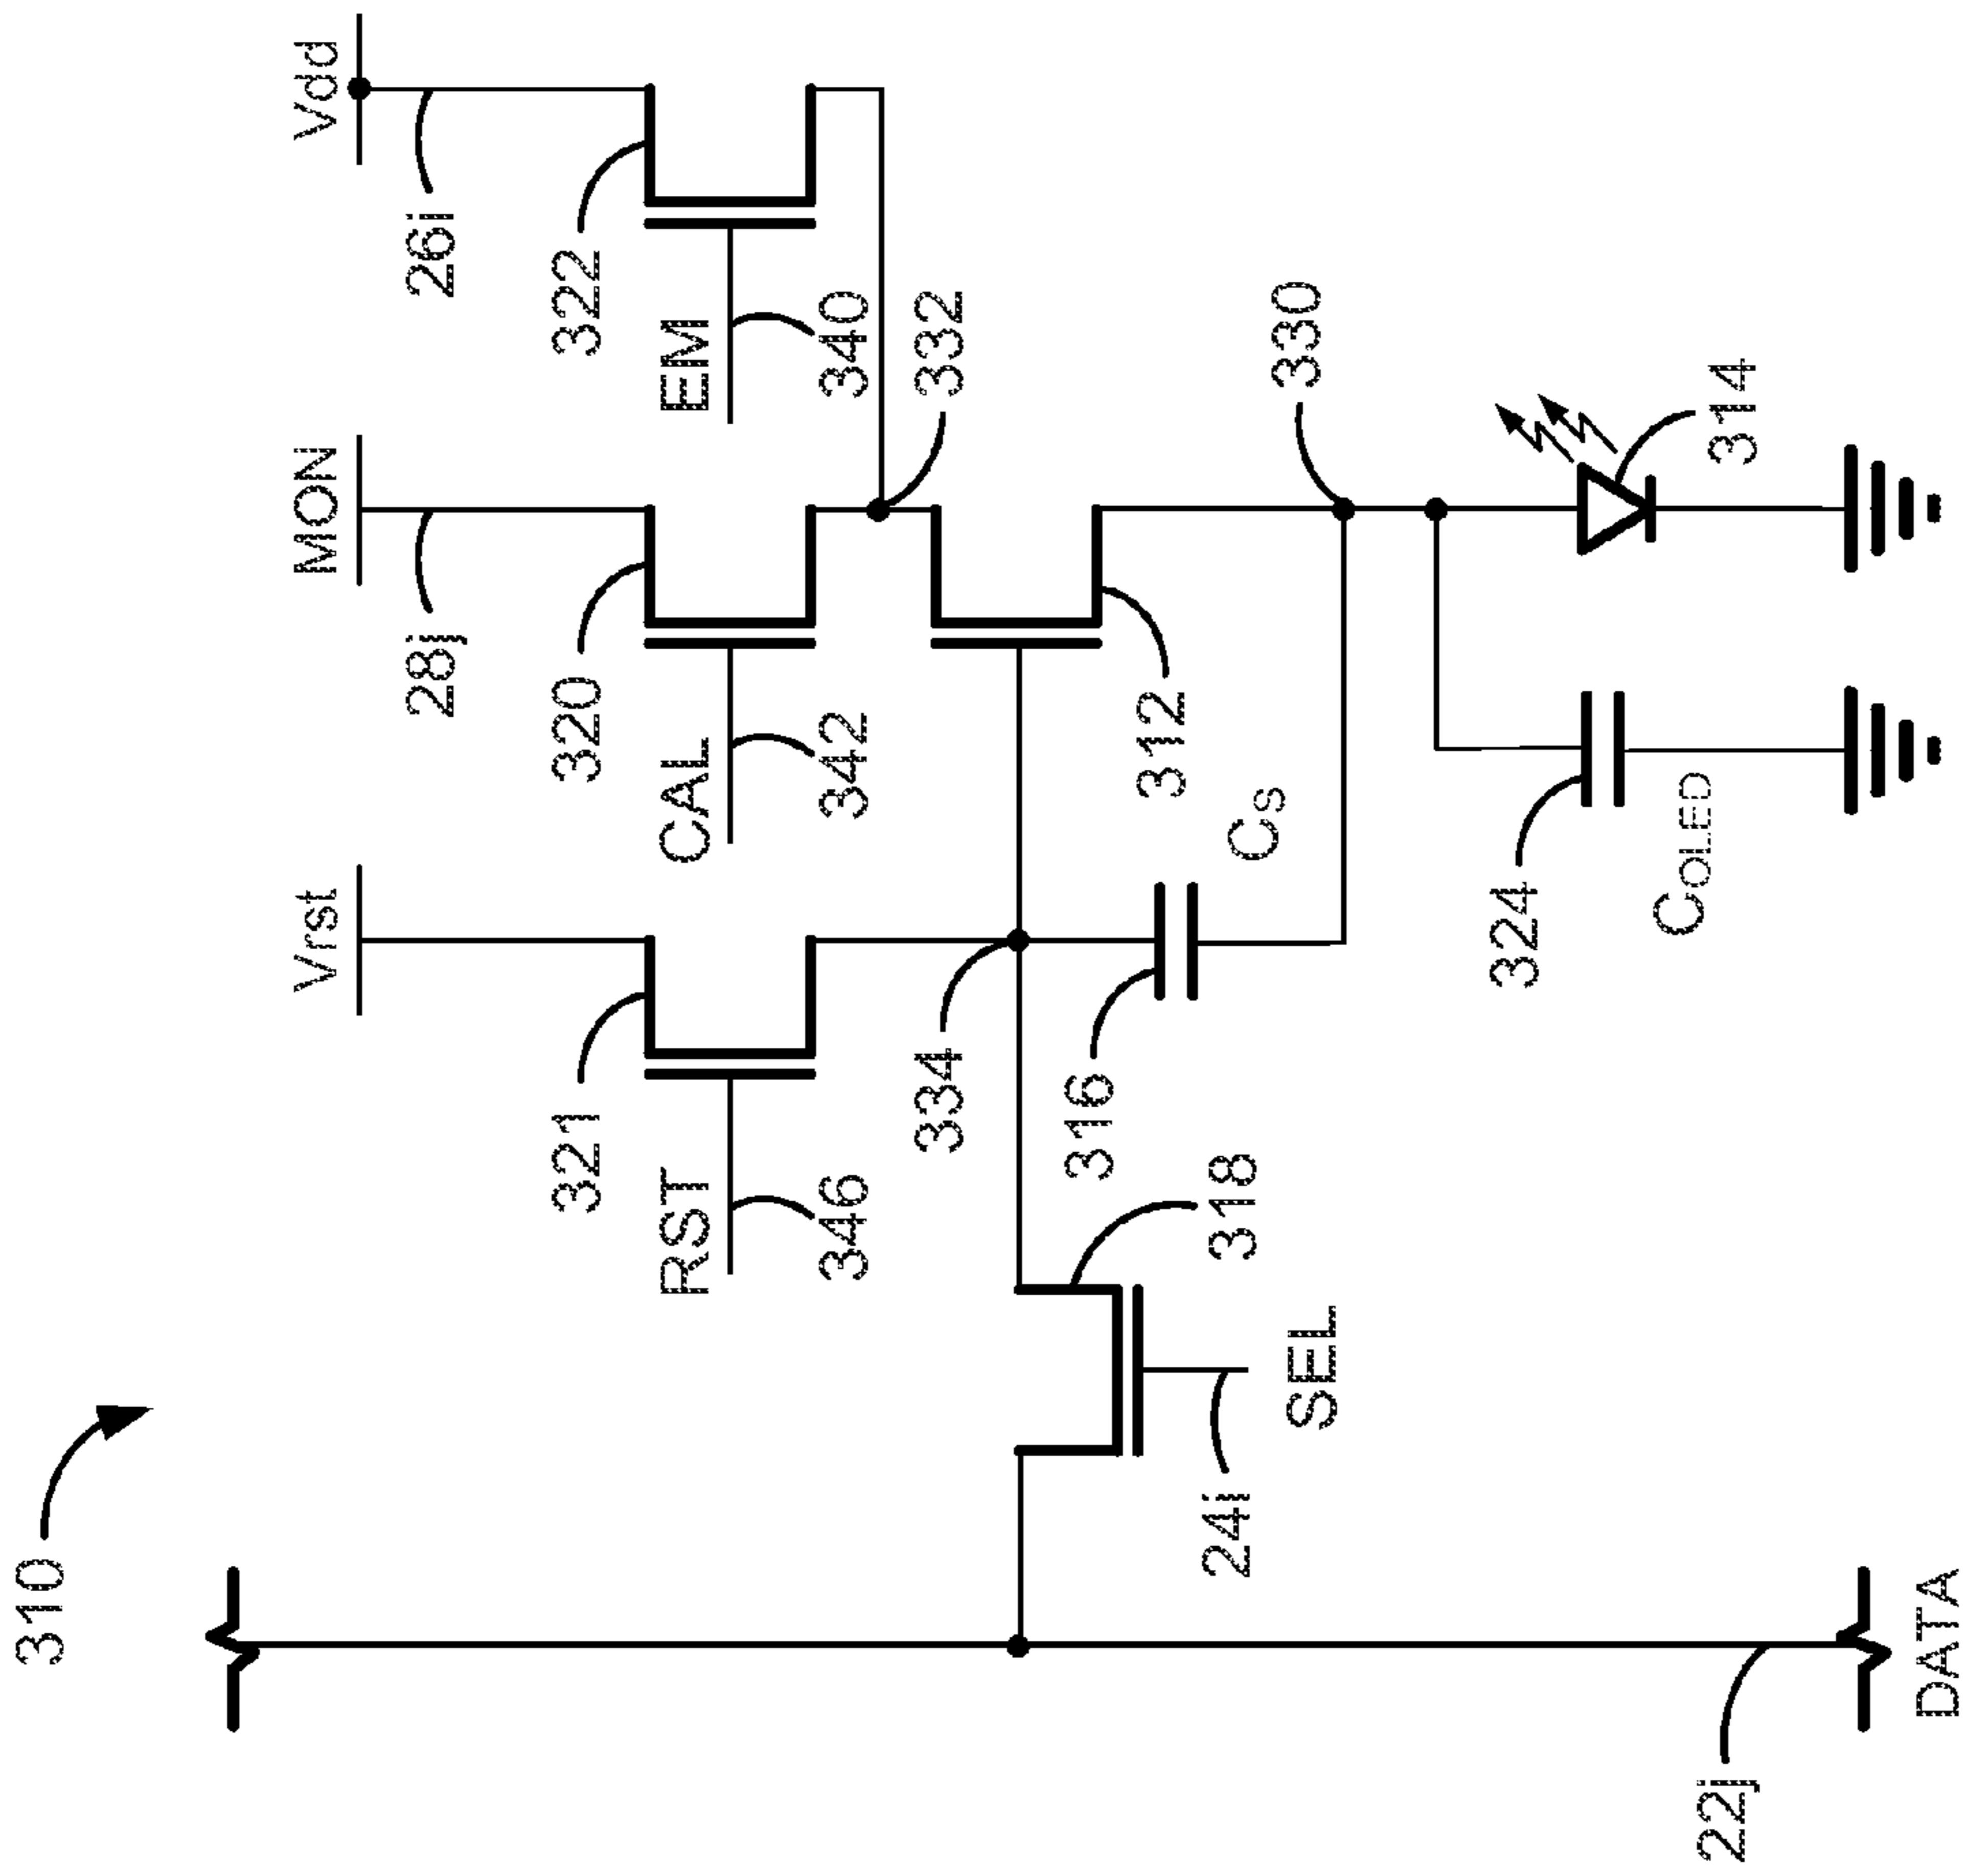 310
Vrst
MON
Vdd
28j
26i
321
320
322
RST
CAL
EM
346
342
340
334
332
316
312
318
CS
330
24i
SEL
324
COLED
314
22j
DATA